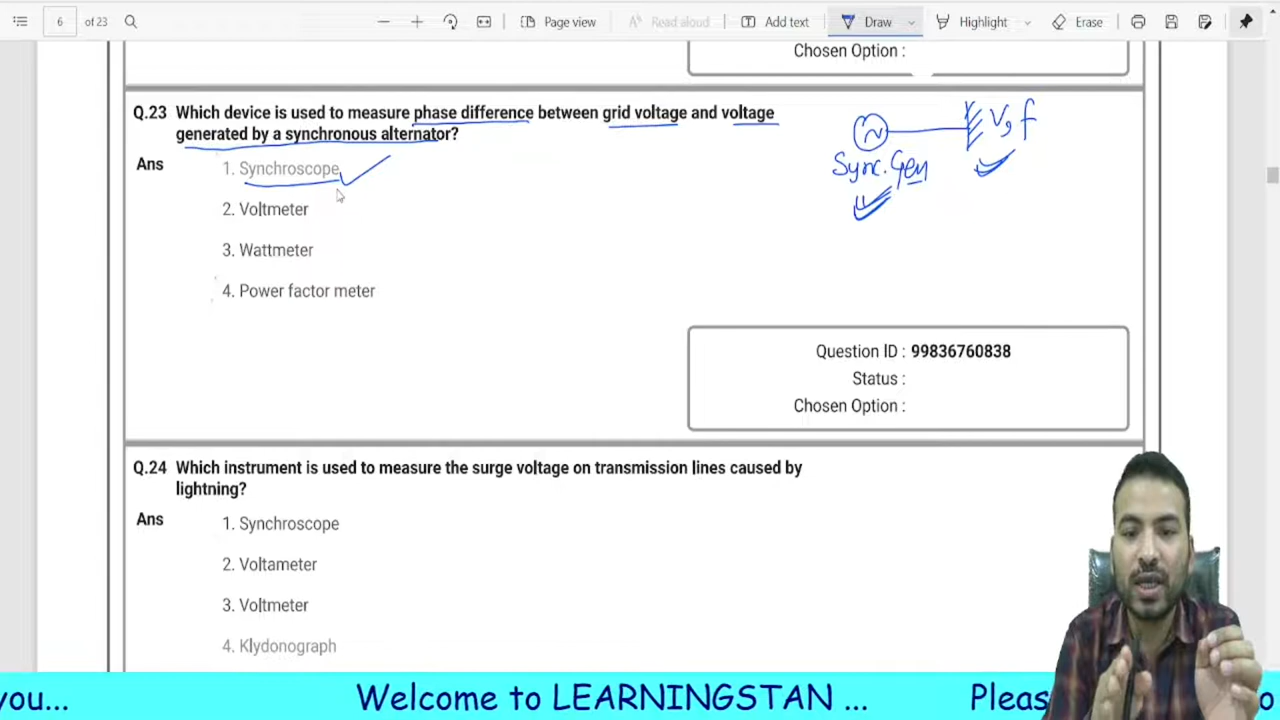 6 of 23 Page view Read aloud Add text Draw Highlight Erase
Chosen Option :
Q.23 Which device is used to measure phase difference between grid voltage and voltage
generated by a synchronous alternator?
Ans 1. Synchroscope
2. Voltmeter
3. Wattmeter
4. Power factor meter
V, f
Sync. Gen
Question ID : 99836760838
Status :
Chosen Option :
Q.24 Which instrument is used to measure the surge voltage on transmission lines caused by
lightning?
Ans 1. Synchroscope
2. Voltameter
3. Voltmeter
4. Klydonograph
you... Welcome to LEARNINGSTAN ... Pleas o